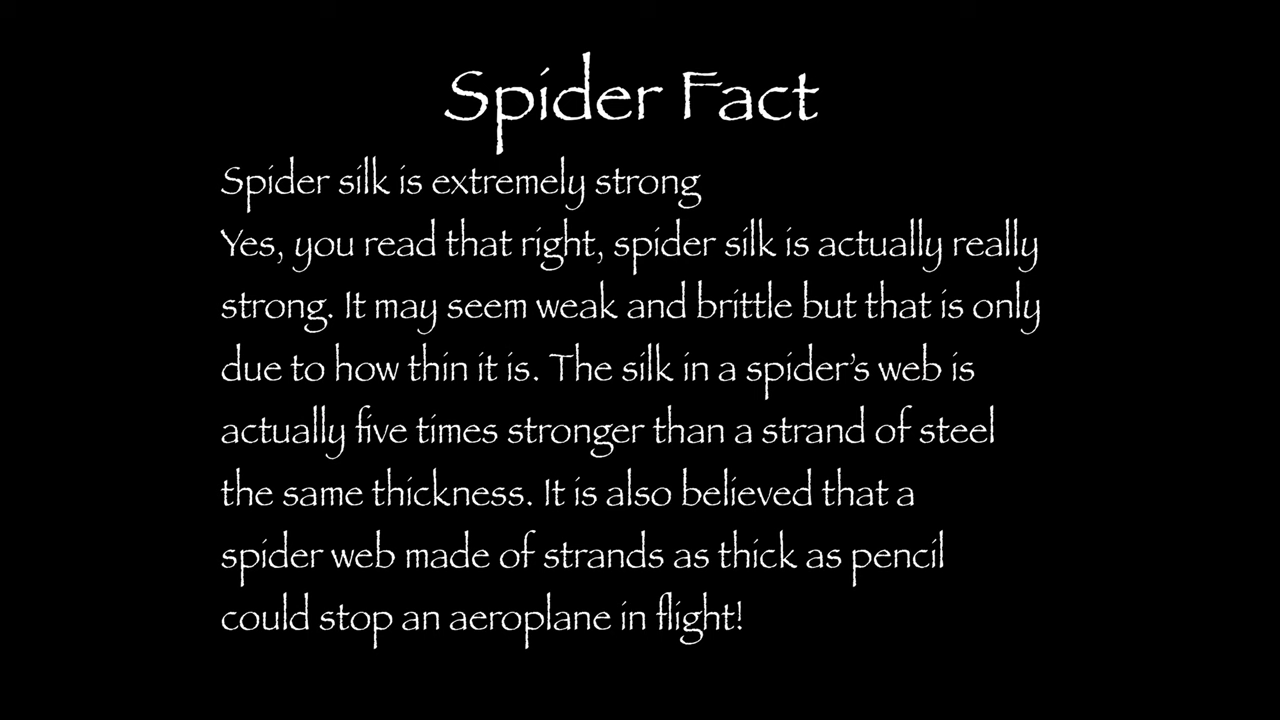 Spider Fact
Spider silk is extremely strong
Yes, you read that right, spider silk is actually really
strong. It may seem weak and brittle but that is only
due to how thin it is. The silk in a spider’s web is
actually five times stronger than a strand of steel
the same thickness. It is also believed that a
spider web made of strands as thick as pencil
could stop an aeroplane in flight!